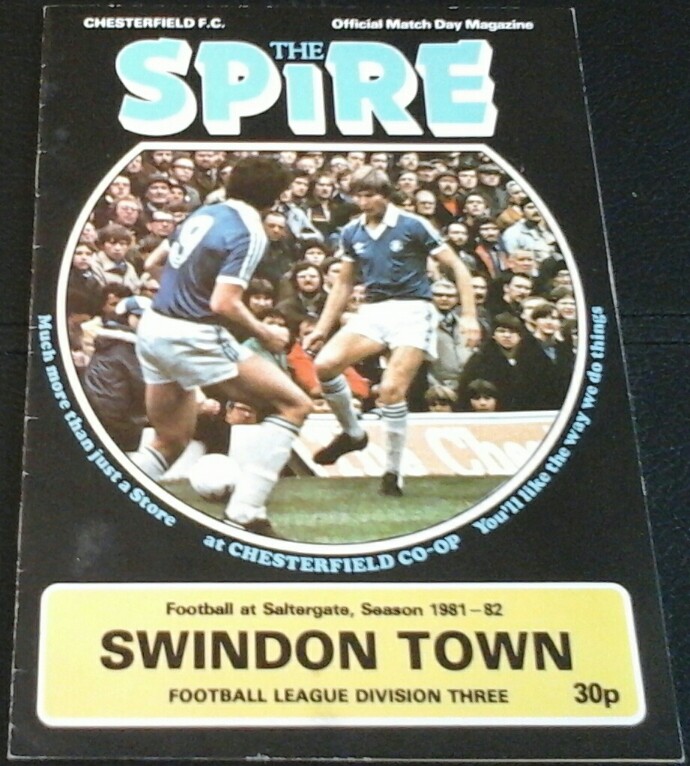 CHESTERFIELD F.C.
Official Match Day Magazine
THE
SPiRE
9
Much more than just a Store
at CHESTERFIELD CO-OP
You'll like the way we do things
Football at Saltergate, Season 1981-82
SWINDON TOWN
FOOTBALL LEAGUE DIVISION THREE
30p